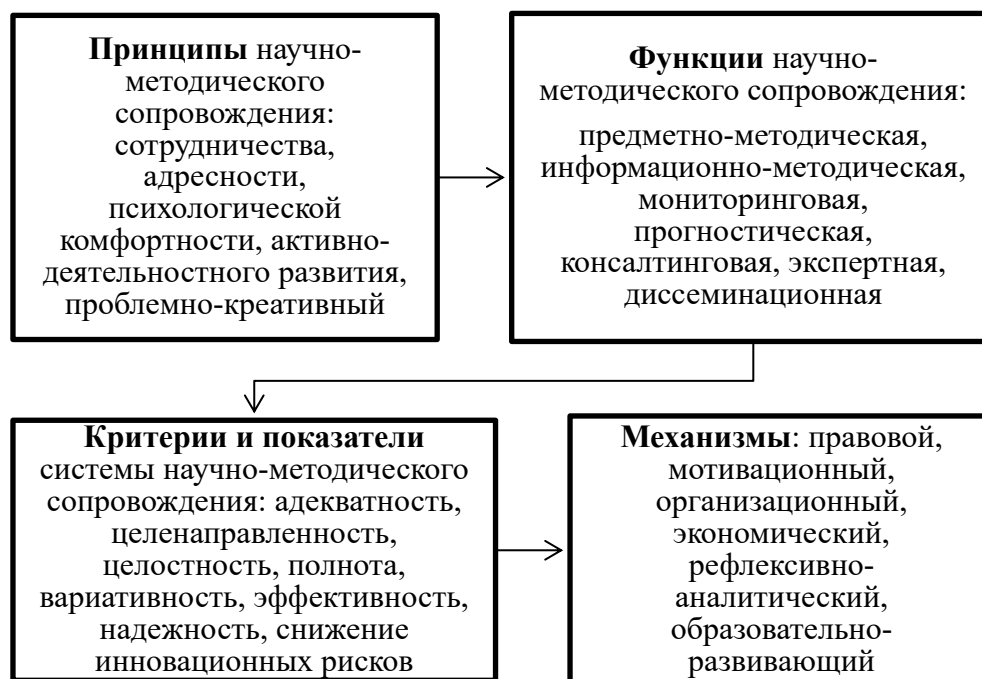 Принципы научно-
методического
сопровождения:
сотрудничества,
адресности,
психологической
комфортности, активно-
деятельностного развития,
проблемно-креативный
Функции научно-
методического сопровождения:
предметно-методическая,
информационно-методическая,
мониторинговая,
прогностическая,
консалтинговая, экспертная,
диссеминационная
Критерии и показатели
системы научно-методического
сопровождения: адекватность,
целенаправленность,
целостность, полнота,
вариативность, эффективность,
надежность, снижение
инновационных рисков
Механизмы: правовой,
мотивационный,
организационный,
экономический,
рефлексивно-
аналитический,
образовательно-
развивающий